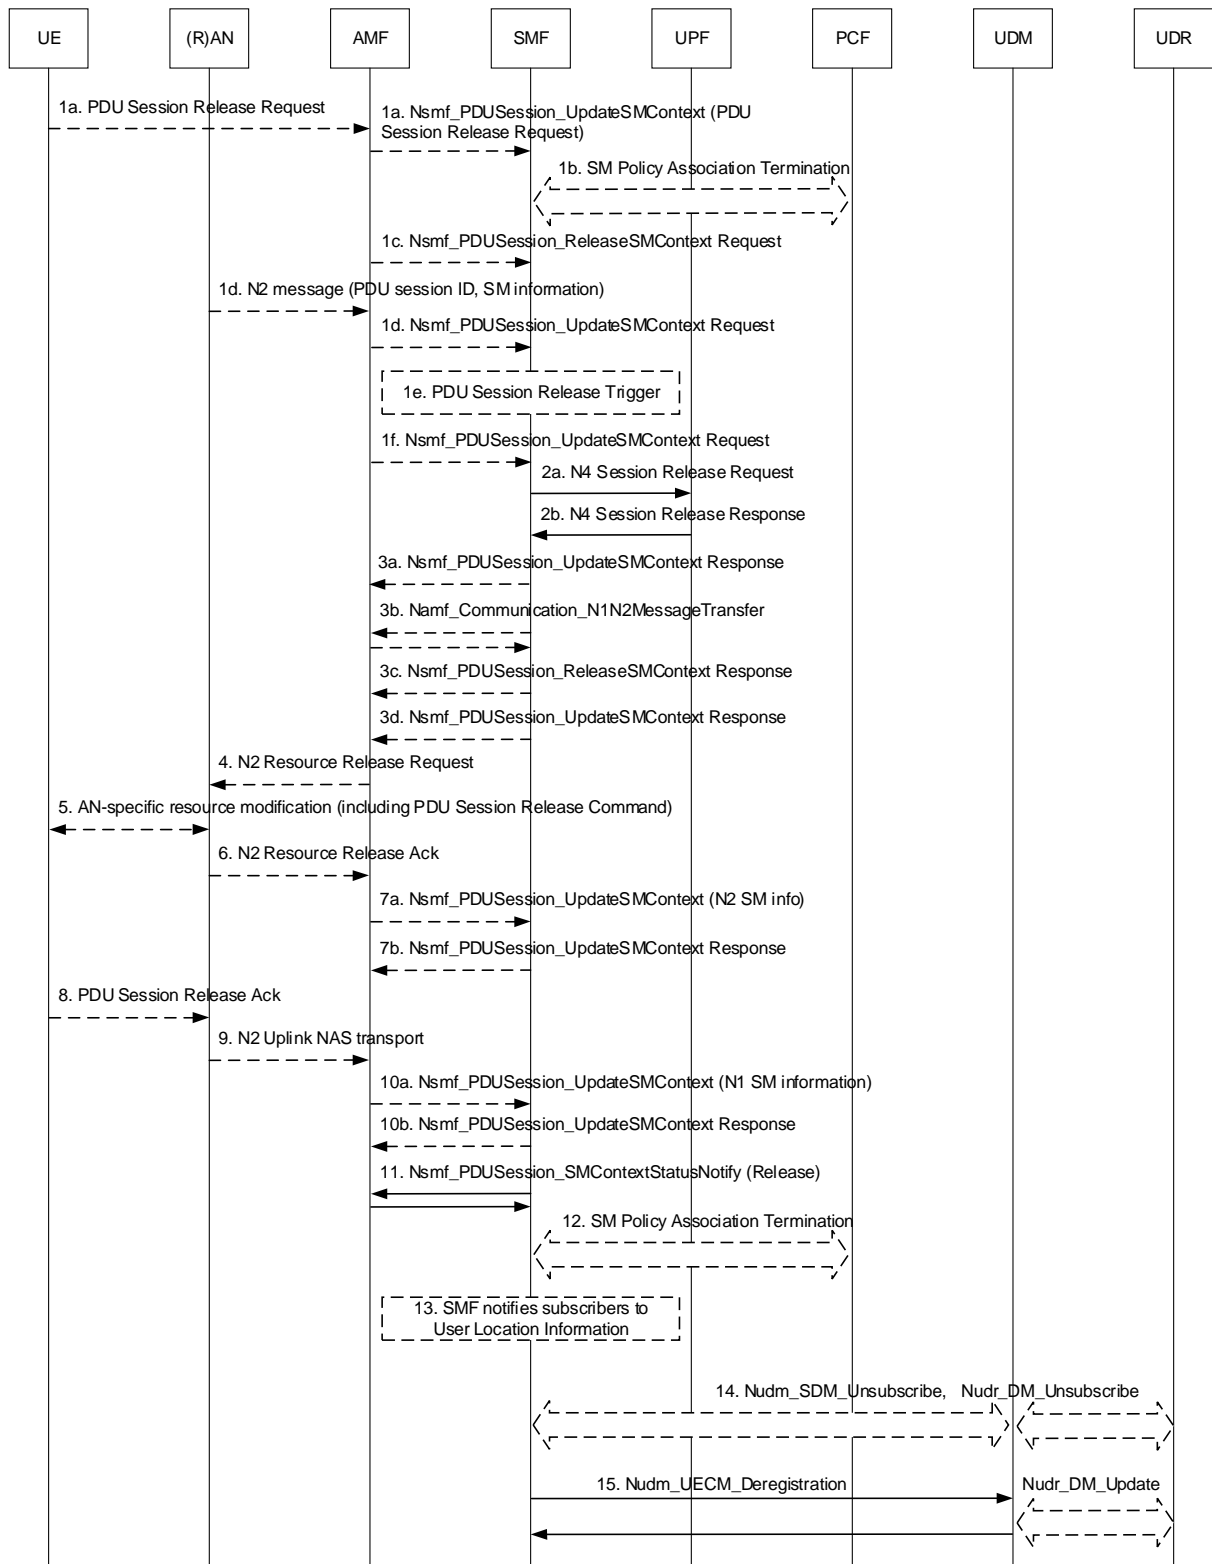 UE
(R)AN
AMF
SMF
UPF
PCF
UDM
UDR
1a. PDU Session Release Request
1a. Nsmf_PDUSession_UpdateSMContext (PDU
Session Release Request)
1b. SM Policy Association Termination
1c. Nsmf_PDUSession_ReleaseSMContext Request
1d. N2 message (PDU session ID, SM information)
1d. Nsmf_PDUSession_UpdateSMContext Request
1e. PDU Session Release Trigger
1f. Nsmf_PDUSession_UpdateSMContext Request
2a. N4 Session Release Request
2b. N4 Session Release Response
3a. Nsmf_PDUSession_UpdateSMContext Response
3b. Namf_Communication_N1N2MessageTransfer
3c. Nsmf_PDUSession_ReleaseSMContext Response
3d. Nsmf_PDUSession_UpdateSMContext Response
4. N2 Resource Release Request
5. AN-specific resource modification (including PDU Session Release Command)
6. N2 Resource Release Ack
7a. Nsmf_PDUSession_UpdateSMContext (N2 SM info)
7b. Nsmf_PDUSession_UpdateSMContext Response
8. PDU Session Release Ack
9. N2 Uplink NAS transport
10a. Nsmf_PDUSession_UpdateSMContext (N1 SM information)
10b. Nsmf_PDUSession_UpdateSMContext Response
11. Nsmf_PDUSession_SMContextStatusNotify (Release)
12. SM Policy Association Termination
13. SMF notifies subscribers to
User Location Information
14. Nudm_SDM_Unsubscribe, Nudr_DM_Unsubscribe
15. Nudm_UECM_Deregistration
Nudr_DM_Update